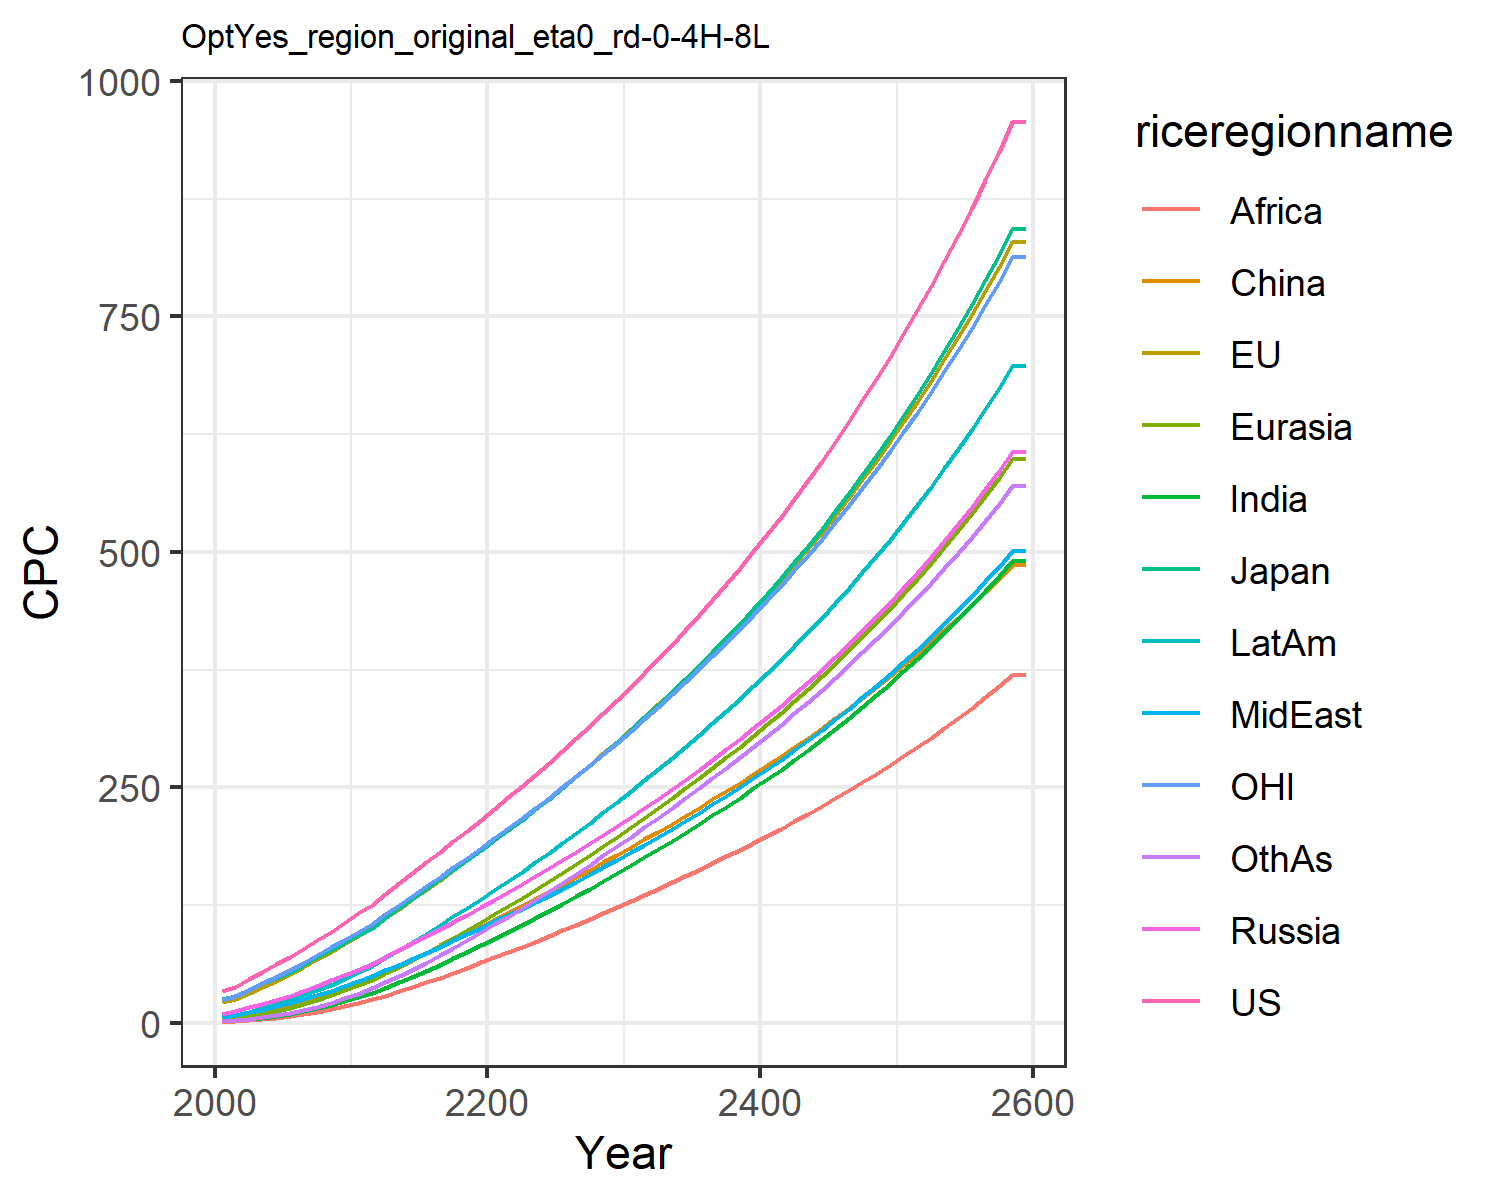 OptYes_region_original_eta0_rd-0-4H-8L
1000
750
500
250
0
CPC
2000 2200 2400 2600
Year
riceregionname
Africa
China
EU
Eurasia
India
Japan
LatAm
MidEast
OHI
OthAs
Russia
US